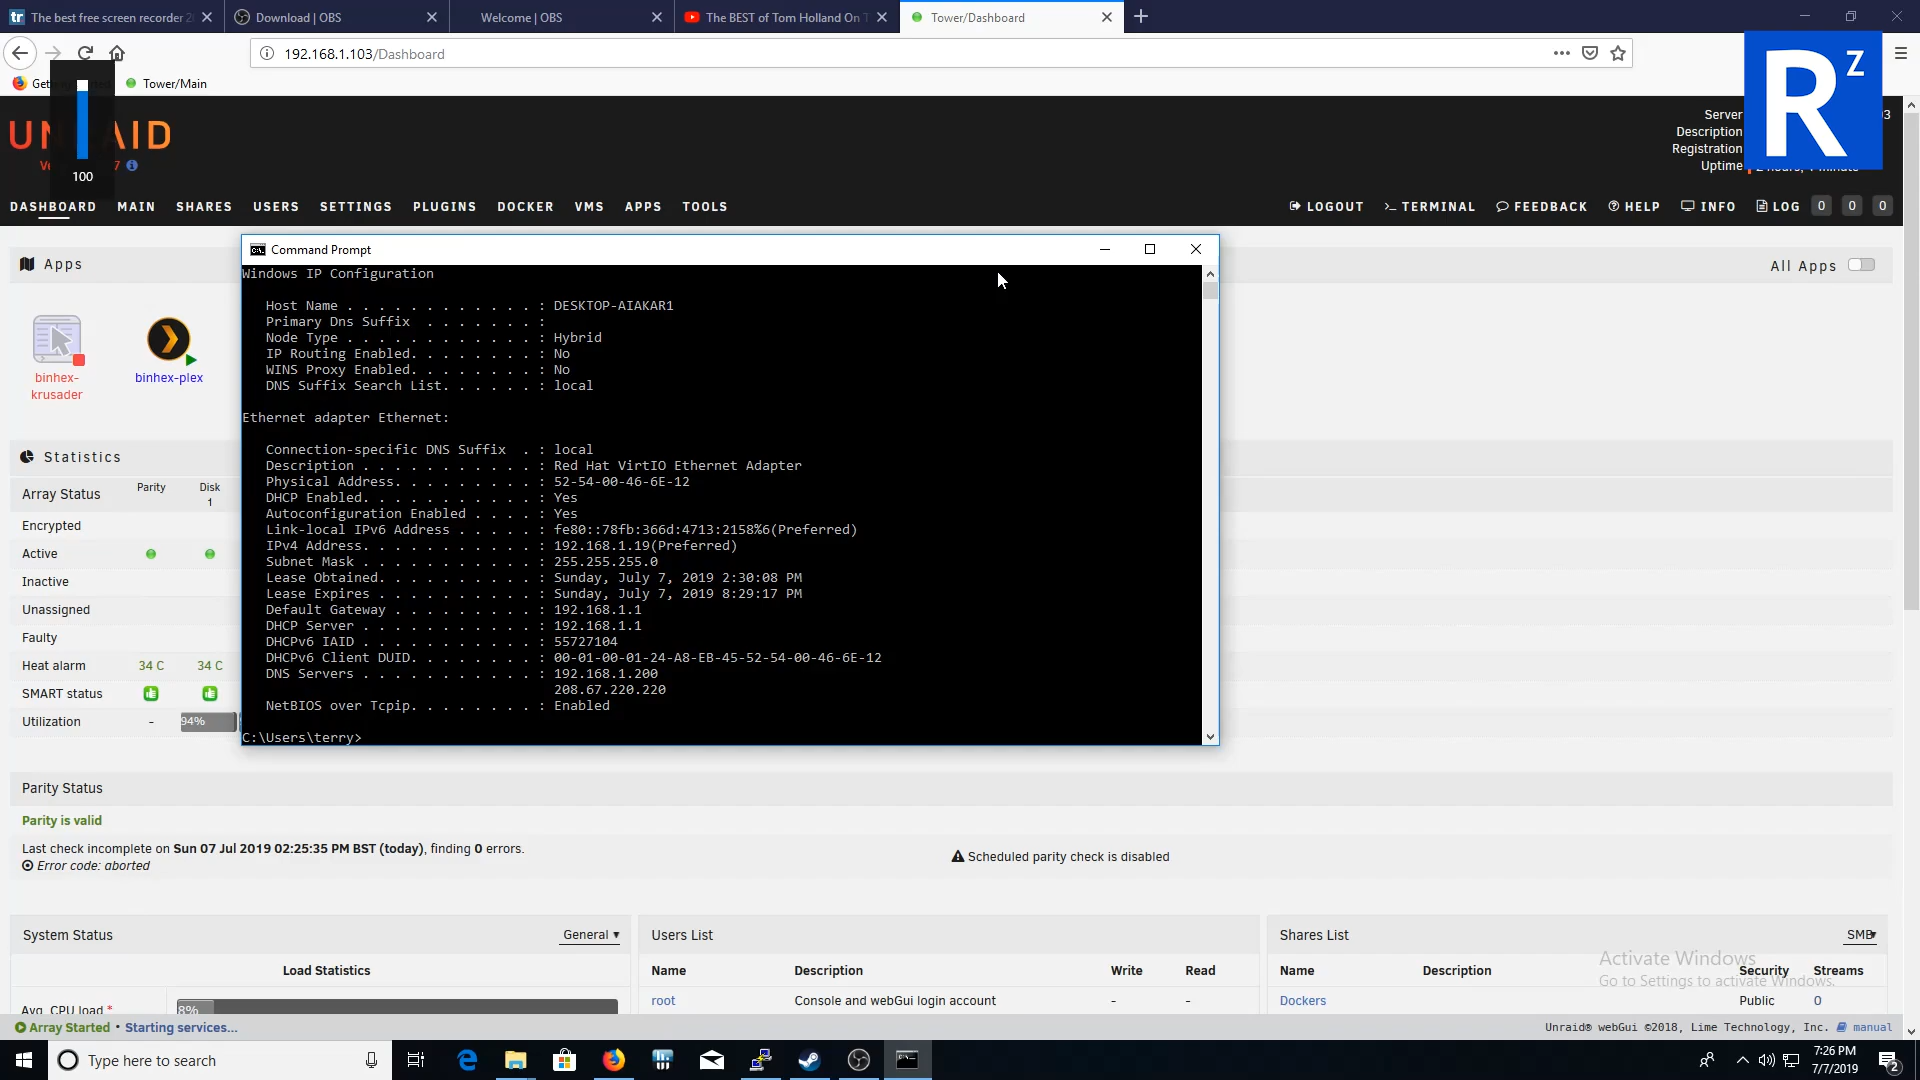 tr The best free screen recorder 2
Download | OBS
Welcome | OBS
The BEST of Tom Holland On T
Tower/Dashboard
192.168.1.103/Dashboard
Tower/Main
100
Server
Description
Registration
Uptime
R Z
DASHBOARD MAIN SHARES USERS SETTINGS PLUGINS DOCKER VMS APPS TOOLS
LOGOUT TERMINAL FEEDBACK HELP INFO LOG 0 0 0
Apps
All Apps
binhex-
krusader
binhex-plex
Command Prompt
Windows IP Configuration
Host Name . . . . . . . . . . . . : DESKTOP-AIAKAR1
Primary Dns Suffix . . . . . . . :
Node Type . . . . . . . . . . . . : Hybrid
IP Routing Enabled. . . . . . . . : No
WINS Proxy Enabled. . . . . . . . : No
DNS Suffix Search List. . . . . . : local
Ethernet adapter Ethernet:
Connection-specific DNS Suffix . : local
Description . . . . . . . . . . . : Red Hat VirtIO Ethernet Adapter
Physical Address. . . . . . . . . : 52-54-00-46-6E-12
DHCP Enabled. . . . . . . . . . . : Yes
Autoconfiguration Enabled . . . . : Yes
Link-local IPv6 Address . . . . . : fe80::78fb:366d:4713:2158%6(Preferred)
IPv4 Address. . . . . . . . . . . : 192.168.1.19(Preferred)
Subnet Mask . . . . . . . . . . . : 255.255.255.0
Lease Obtained. . . . . . . . . . : Sunday, July 7, 2019 2:30:08 PM
Lease Expires . . . . . . . . . . : Sunday, July 7, 2019 8:29:17 PM
Default Gateway . . . . . . . . . : 192.168.1.1
DHCP Server . . . . . . . . . . . : 192.168.1.1
DHCPv6 IAID . . . . . . . . . . . : 55727104
DHCPv6 Client DUID. . . . . . . . : 00-01-00-01-24-A8-EB-45-52-54-00-46-6E-12
DNS Servers . . . . . . . . . . . : 192.168.1.200
208.67.220.220
NetBIOS over Tcpip. . . . . . . . : Enabled
C:\Users\terry>
Statistics
Array Status Parity Disk 1
Encrypted
Active
Inactive
Unassigned
Faulty
Heat alarm 34 C 34 C
SMART status
Utilization - 94%
Parity Status
Parity is valid
Last check incomplete on Sun 07 Jul 2019 02:25:35 PM BST (today), finding 0 errors.
Error code: aborted
Scheduled parity check is disabled
System Status General
Load Statistics
Avg. CPU load * 8%
Users List
Name Description Write Read
root Console and webGui login account - -
Shares List SMB
Name Description Security Streams
Dockers Public 0
Activate Windows
Go to Settings to activate Windows.
Array Started • Starting services...
Unraid® webGui ©2018, Lime Technology, Inc. manual
Type here to search
7:26 PM
7/7/2019
2